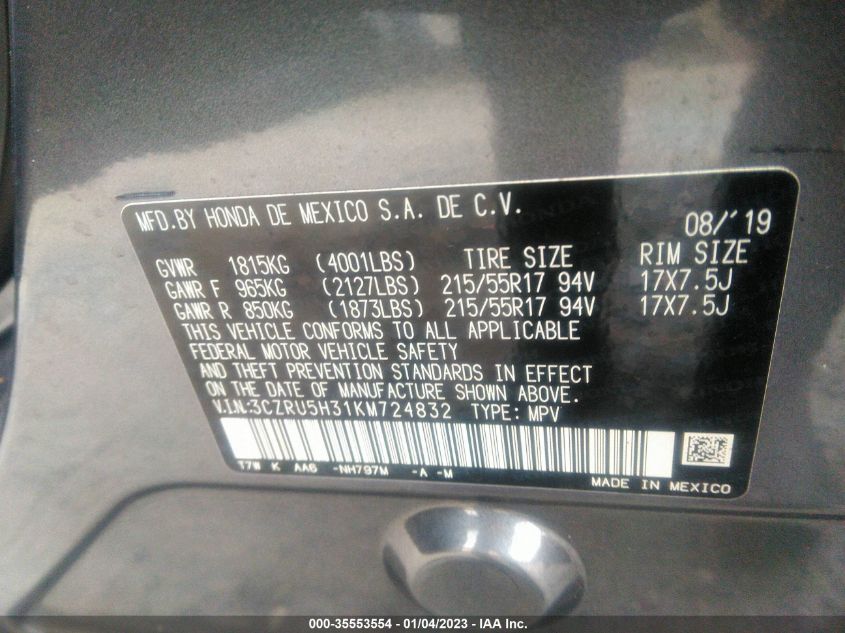 MFD.BY HONDA DE MEXICO S.A. DE C.V. 08/'19
GVWR 1815KG (4001LBS) TIRE SIZE RIM SIZE
GAWR F 965KG (2127LBS) 215/55R17 94V 17X7.5J
GAWR R 850KG (1873LBS) 215/55R17 94V 17X7.5J
THIS VEHICLE CONFORMS TO ALL APPLICABLE
FEDERAL MOTOR VEHICLE SAFETY
AND THEFT PREVENTION STANDARDS IN EFFECT
ON THE DATE OF MANUFACTURE SHOWN ABOVE.
V.I.N:3CZRU5H31KM724832 TYPE: MPV
T7W K AA6 -NH797M -A -M
MADE IN MEXICO
000-35553554 - 01/04/2023 - IAA Inc.